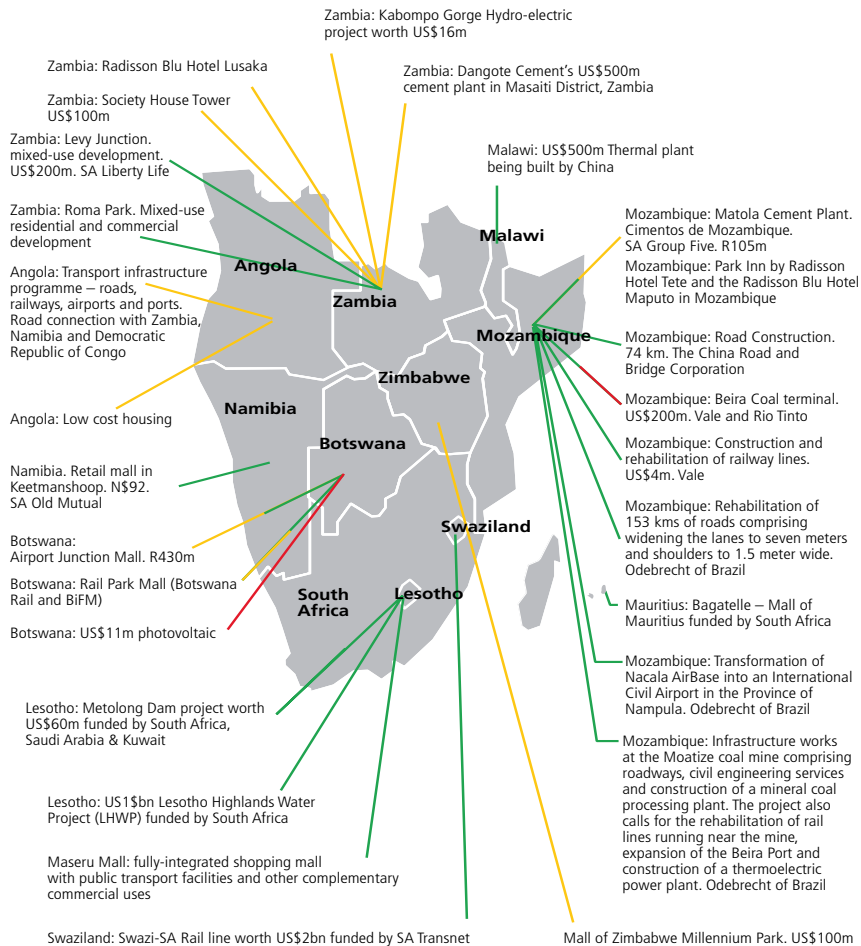 Zambia: Kabompo Gorge Hydro-electric
project worth US$16m
Zambia: Radisson Blu Hotel Lusaka
Zambia: Dangote Cement's US$500m
cement plant in Masaiti District, Zambia
Zambia: Society House Tower
US$100m
Zambia: Levy Junction.
mixed-use development.
US$200m. SA Liberty Life
Malawi: US$500m Thermal plant
being built by China
Zambia: Roma Park. Mixed-use
residential and commercial
development
Mozambique: Matola Cement Plant.
Cimentos de Mozambique.
SA Group Five. R105m
Malawi
Angola
Mozambique: Park Inn by Radisson
Hotel Tete and the Radisson Blu Hotel
Maputo in Mozambique
Angola: Transport infrastructure
programme – roads,
railways, airports and ports.
Road connection with Zambia,
Namibia and Democratic
Republic of Congo
Zambia
Mozambique
Mozambique: Road Construction.
74 km. The China Road and
Bridge Corporation
Zimbabwe
Angola: Low cost housing
Namibia
Mozambique: Beira Coal terminal.
US$200m. Vale and Rio Tinto
Botswana
Mozambique: Construction and
rehabilitation of railway lines.
US$4m. Vale
Namibia. Retail mall in
Keetmanshoop. N$92.
SA Old Mutual
Mozambique: Rehabilitation of
153 kms of roads comprising
widening the lanes to seven meters
and shoulders to 1.5 meter wide.
Odebrecht of Brazil
Swaziland
Botswana:
Airport Junction Mall. R430m
Botswana: Rail Park Mall (Botswana
Rail and BiFM)
South
Africa
Lesotho
Mauritius: Bagatelle – Mall of
Mauritius funded by South Africa
Botswana: US$11m photovoltaic
Mozambique: Transformation of
Nacala AirBase into an International
Civil Airport in the Province of
Nampula. Odebrecht of Brazil
Lesotho: Metolong Dam project worth
US$60m funded by South Africa,
Saudi Arabia & Kuwait
Mozambique: Infrastructure works
at the Moatize coal mine comprising
roadways, civil engineering services
and construction of a mineral coal
processing plant. The project also
calls for the rehabilitation of rail
lines running near the mine,
expansion of the Beira Port and
construction of a thermoelectric
power plant. Odebrecht of Brazil
Lesotho: US1$bn Lesotho Highlands Water
Project (LHWP) funded by South Africa
Maseru Mall: fully-integrated shopping mall
with public transport facilities and other complementary
commercial uses
Swaziland: Swazi-SA Rail line worth US$2bn funded by SA Transnet
Mall of Zimbabwe Millennium Park. US$100m